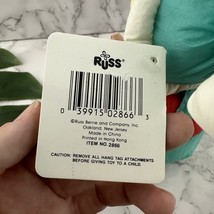 RUSS
0 39915 02866 3
©Russ Berrie and Company, Inc.
Oakland, New Jersey
Made in China
Printed in Hong Kong
ITEM NO. 2866
CAUTION: REMOVE ALL HANG TAG ATTACHMENTS
BEFORE GIVING TOY TO A CHILD.